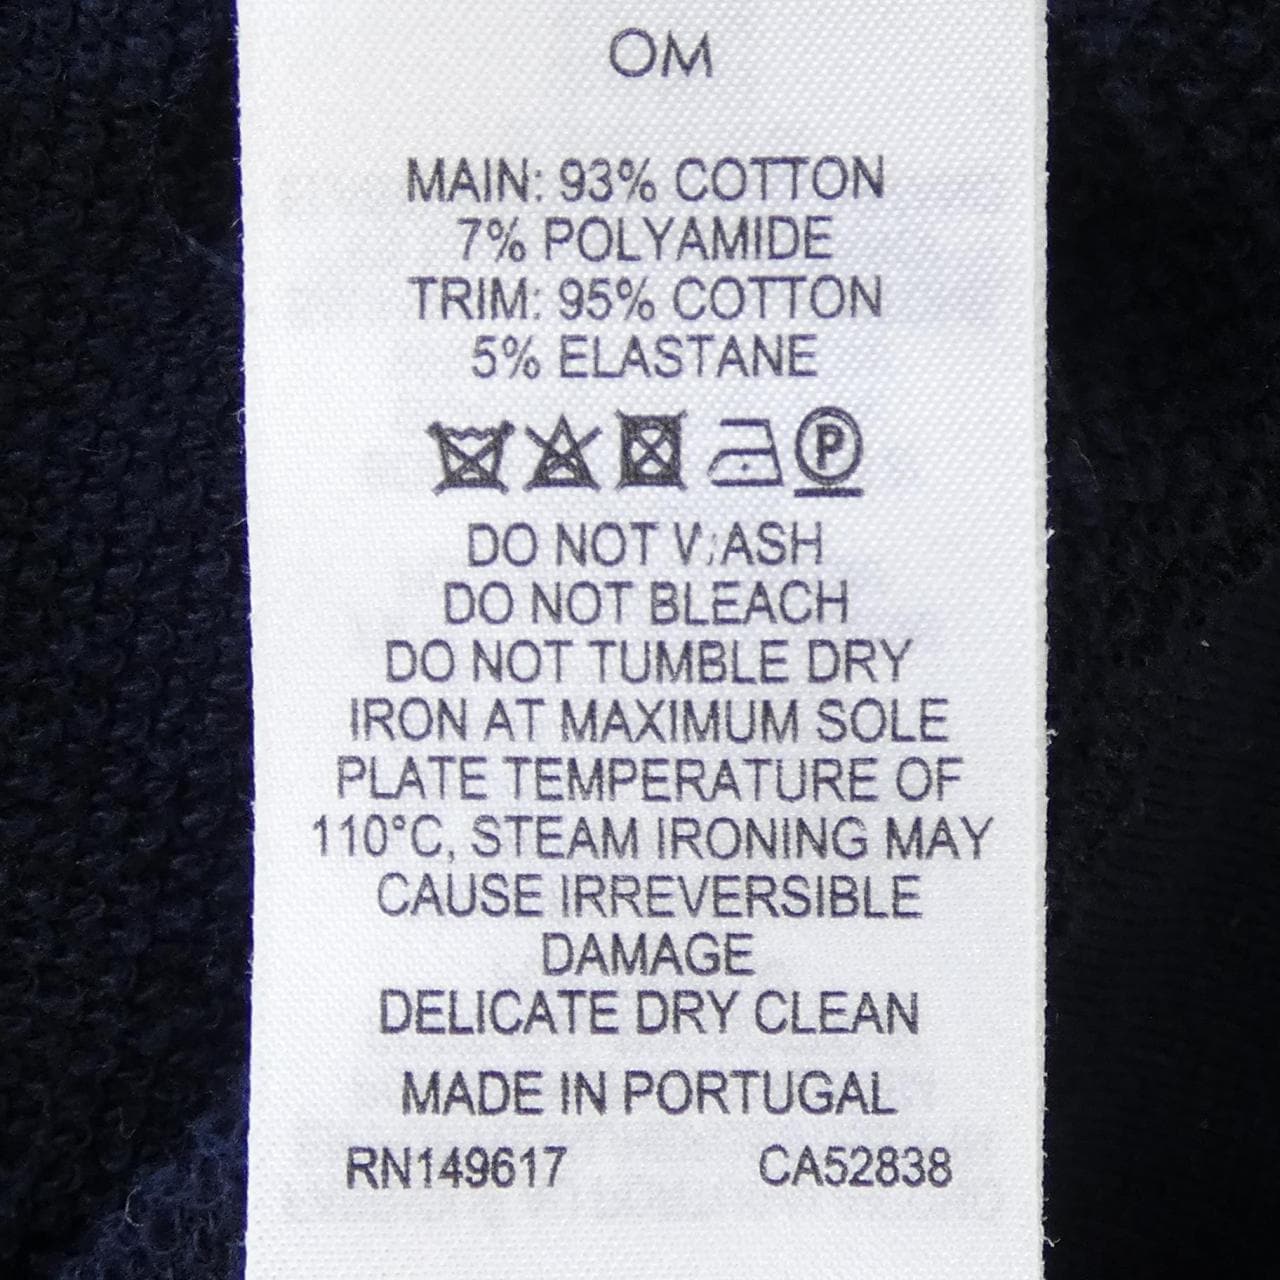 OM
MAIN: 93% COTTON
7% POLYAMIDE
TRIM: 95% COTTON
5% ELASTANE
P
DO NOT WASH
DO NOT BLEACH
DO NOT TUMBLE DRY
IRON AT MAXIMUM SOLE
PLATE TEMPERATURE OF
110°C, STEAM IRONING MAY
CAUSE IRREVERSIBLE
DAMAGE
DELICATE DRY CLEAN
MADE IN PORTUGAL
RN149617 CA52838